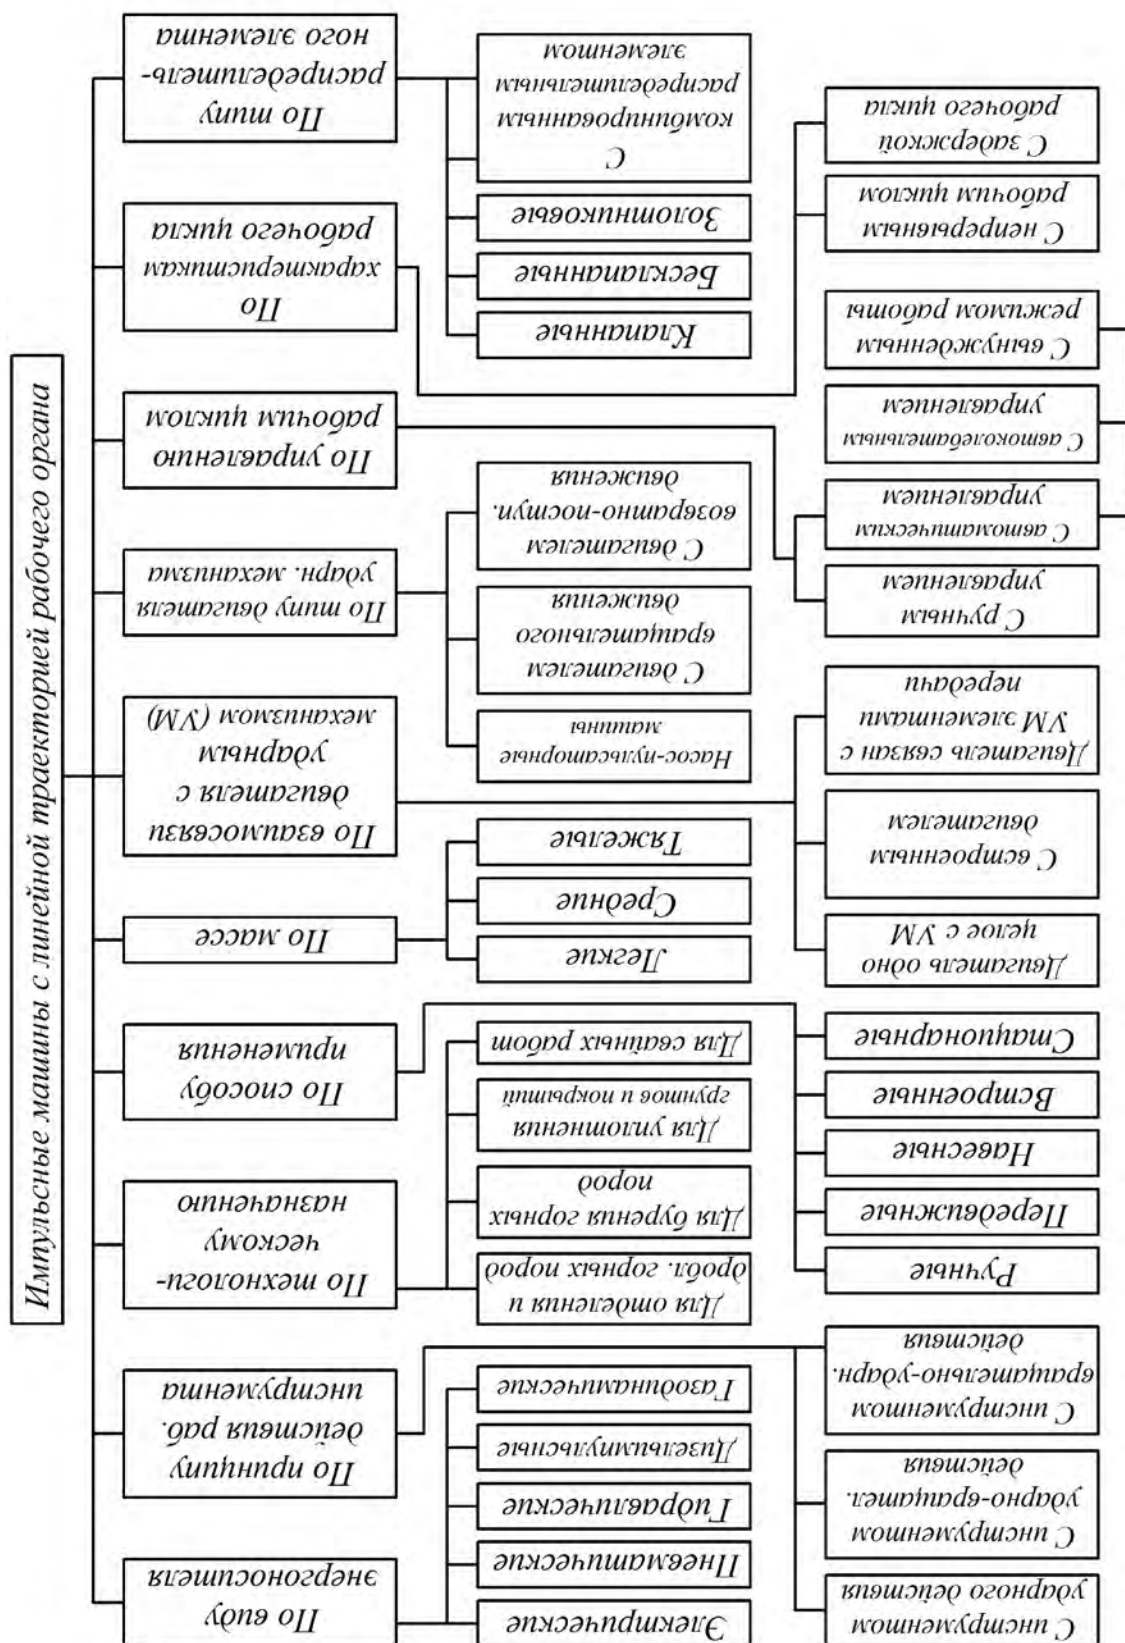 Импульсные машины с линейной траекторией рабочего органа
По виду
энергоносителя
Электрические
Пневматические
Гидравлические
Дизельимпульсные
Газодинамические
По принципу
действия раб.
инструмента
С инструментом
ударного действия
С инструментом
ударно-вращател.
действия
С инструментом
вращательно-ударн.
действия
По технологи-
ческому
назначению
Для отделения и
дробл. горных пород
Для бурения горных
пород
Для уплотнения
грунтов и покрытий
Для свайных работ
По способу
применения
Ручные
Передвижные
Навесные
Встроенные
Стационарные
По массе
Легкие
Средние
Тяжелые
По взаимосвязи
двигателя с
ударным
механизмом (УМ)
Двигатель одно
целое с УМ
С встроенным
двигателем
Двигатель связан с
УМ элементами
передачи
По типу двигателя
ударн. механизма
Насос-пульсаторные
машины
С двигателем
вращательного
движения
С двигателем
возвратно-поступ.
движения
По управлению
рабочим циклом
С ручным
управлением
С автоматическим
управлением
С автоколебательным
управлением
С вынужденным
режимом работы
По
характеристикам
рабочего цикла
С непрерывным
рабочим циклом
С задержкой
рабочего цикла
По типу
распределитель-
ного элемента
Клапанные
Бесклапанные
Золотниковые
С
комбинированным
распределительным
элементом